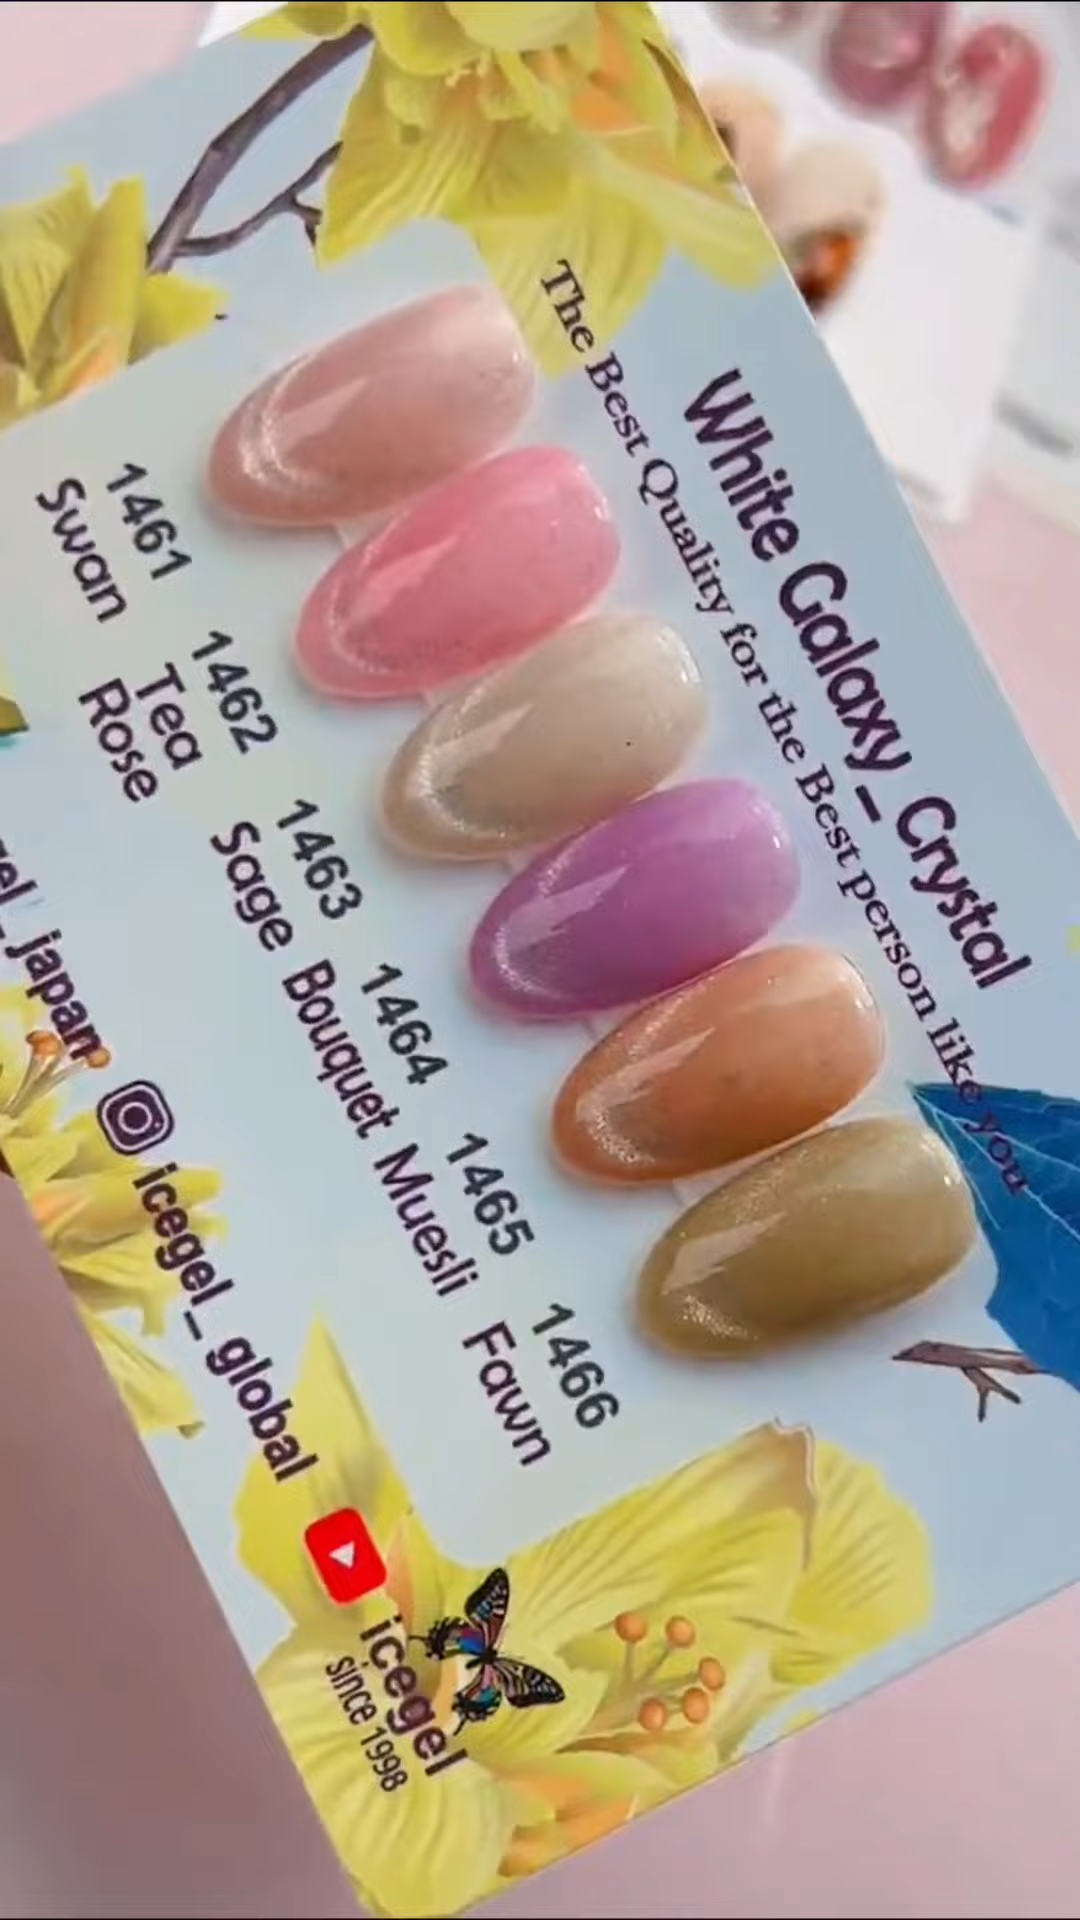 White Galaxy_Crystal
The Best Quality for the Best person like you
1461
Swan
1462
Tea
Rose
1463
Sage
1464
Bouquet
1465
Muesli
1466
Fawn
japan
icegel_global
icegel
since 1998